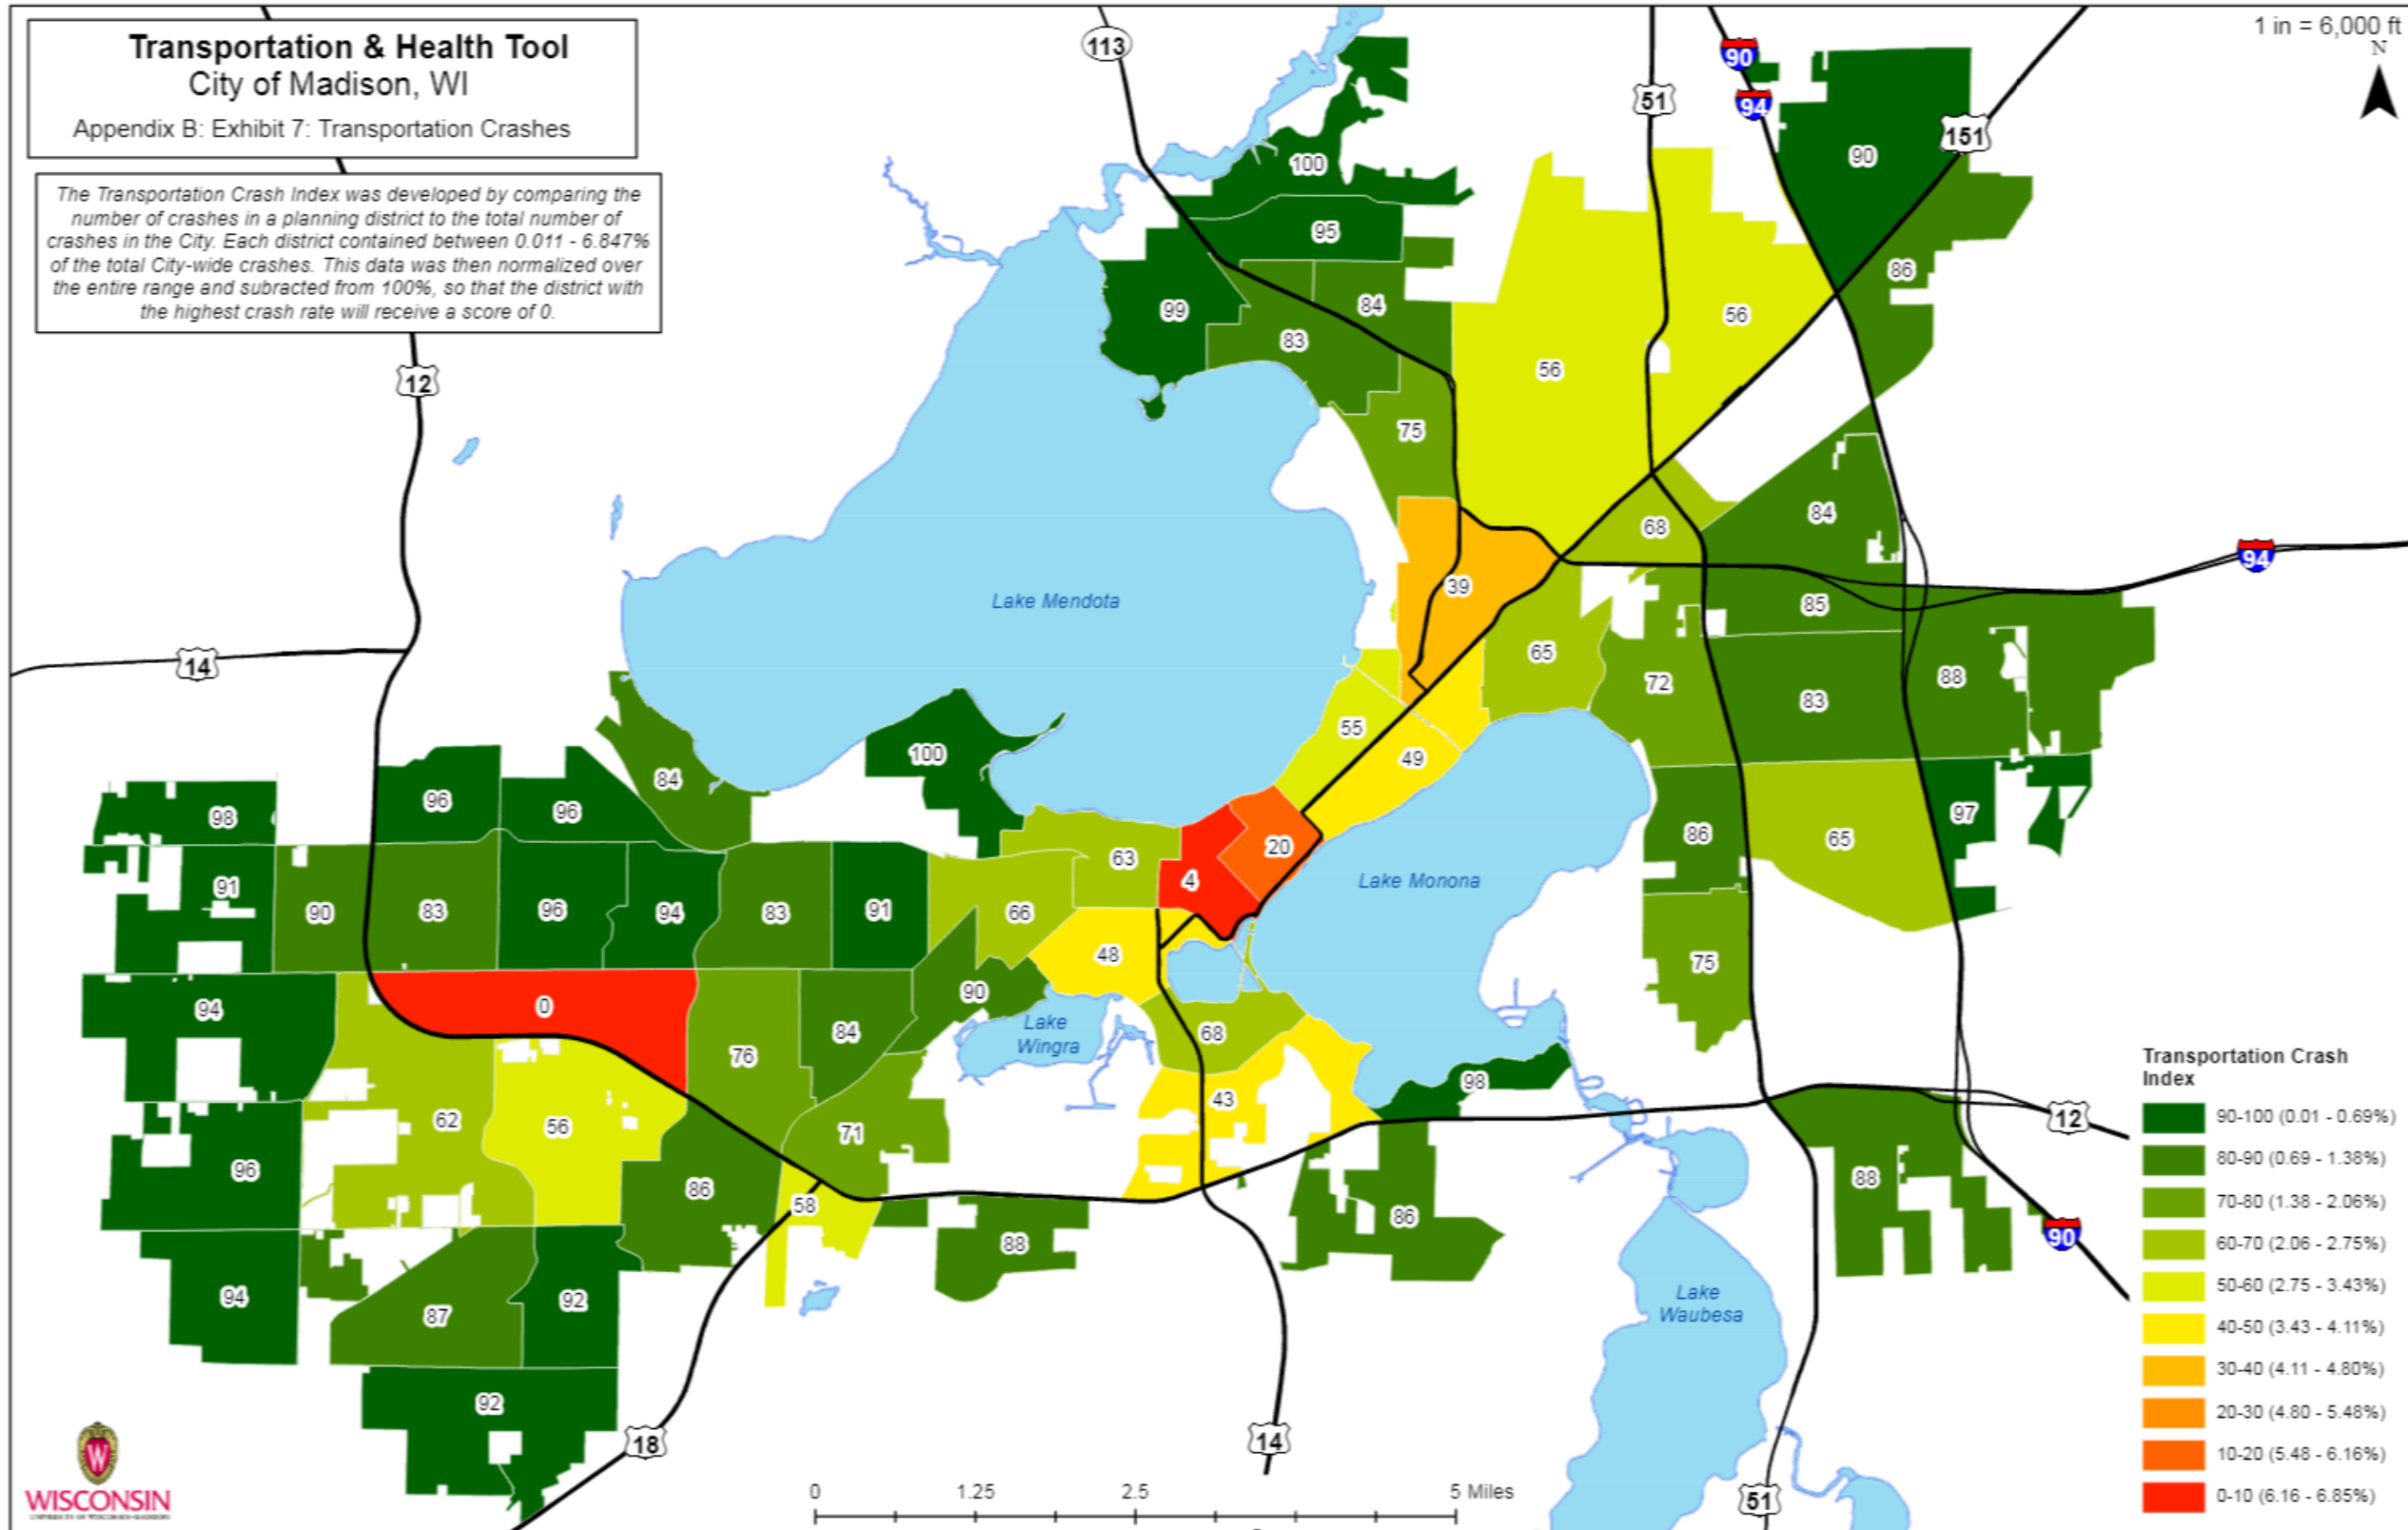 Transportation & Health Tool
City of Madison, WI
Appendix B: Exhibit 7: Transportation Crashes
The Transportation Crash Index was developed by comparing the
number of crashes in a planning district to the total number of
crashes in the City. Each district contained between 0.011 - 6.847%
of the total City-wide crashes. This data was then normalized over
the entire range and subracted from 100%, so that the district with
the highest crash rate will receive a score of 0.
1 in = 6,000 ft
N
113
90
94
51
151
90
100
95
86
99
84
56
83
56
12
75
84
68
94
39
Lake Mendota
85
65
14
88
72
83
55
100
49
84
96
96
98
97
86
65
20
63
4
Lake Monona
91
90
83
96
94
83
91
66
48
75
90
94
0
84
68
Lake
Wingra
76
98
43
62
56
71
12
96
88
86
58
86
90
88
94
92
87
Lake
Waubesa
92
18
14
51
Transportation Crash
Index
90-100 (0.01 - 0.69%)
80-90 (0.69 - 1.38%)
70-80 (1.38 - 2.06%)
60-70 (2.06 - 2.75%)
50-60 (2.75 - 3.43%)
40-50 (3.43 - 4.11%)
30-40 (4.11 - 4.80%)
20-30 (4.80 - 5.48%)
10-20 (5.48 - 6.16%)
0-10 (6.16 - 6.85%)
W
WISCONSIN
UNIVERSITY OF WISCONSIN-MADISON
0 1.25 2.5 5 Miles